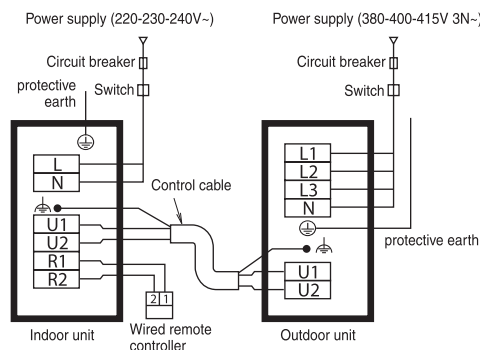 Power supply (220-230-240V~)
Circuit breaker
protective
earth
Switch
L
N
U1
U2
R1
R2
2 1
Indoor unit
Wired remote
controller
Control cable
Power supply (380-400-415V 3N~)
Circuit breaker
Switch
L1
L2
L3
N
protective earth
U1
U2
Outdoor unit